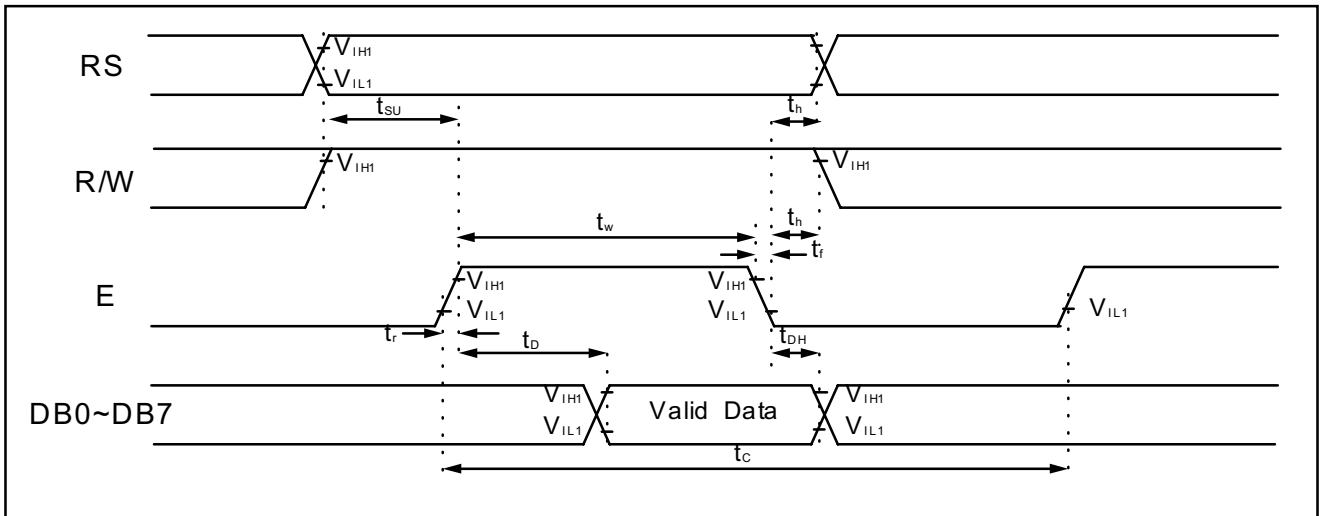 RS
VIH1
VIL1
tSU
th
R/W
VIH1
VIH1
tw
th
tf
E
VIH1
VIH1
VIL1
VIL1
VIL1
tr
tD
tDH
DB0~DB7
VIH1
Valid Data
VIH1
VIL1
VIL1
tC